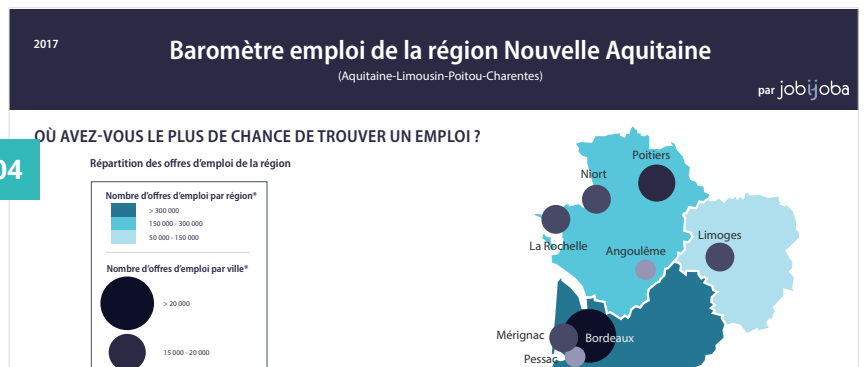 2017
Baromètre emploi de la région Nouvelle Aquitaine
(Aquitaine-Limousin-Poitou-Charentes)
par jobijoba
OÙ AVEZ-VOUS LE PLUS DE CHANCE DE TROUVER UN EMPLOI ?
04
Répartition des offres d'emploi de la région
Nombre d'offres d'emploi par région*
> 300 000
150 000 - 300 000
50 000 - 150 000
Nombre d'offres d'emploi par ville*
> 20 000
15 000 - 20 000
Poitiers
Niort
La Rochelle
Angoulême
Limoges
Mérignac
Bordeaux
Pessac